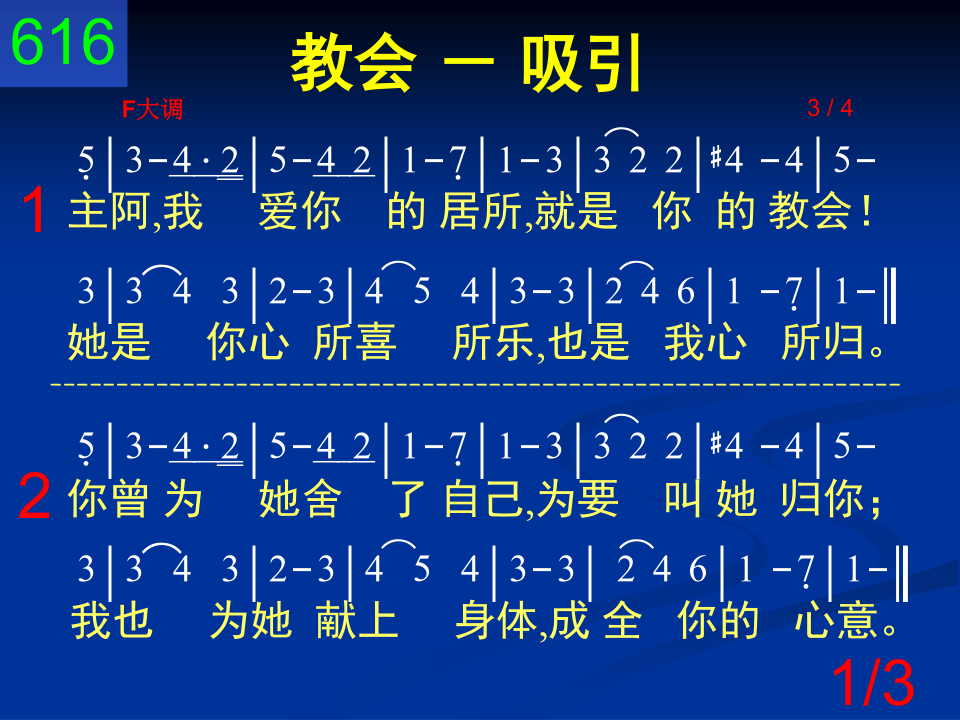 616
教会 － 吸引
F大调 3 / 4
5̣ | 3 - 4 · 2 | 5 - 4 2 | 1 - 7̣ | 1 - 3 | 3 2 2 | ♯4 - 4 | 5 -
1 主阿,我 爱你 的 居所,就是 你 的 教会！
3 | 3 4 3 | 2 - 3 | 4 5 4 | 3 - 3 | 2 4 6 | 1 - 7̣ | 1 - ‖
她是 你心 所喜 所乐,也是 我心 所归。
5̣ | 3 - 4 · 2 | 5 - 4 2 | 1 - 7̣ | 1 - 3 | 3 2 2 | ♯4 - 4 | 5 -
2 你曾 为 她舍 了 自己,为要 叫 她 归你；
3 | 3 4 3 | 2 - 3 | 4 5 4 | 3 - 3 | 2 4 6 | 1 - 7̣ | 1 - ‖
我也 为她 献上 身体,成 全 你的 心意。
1/3